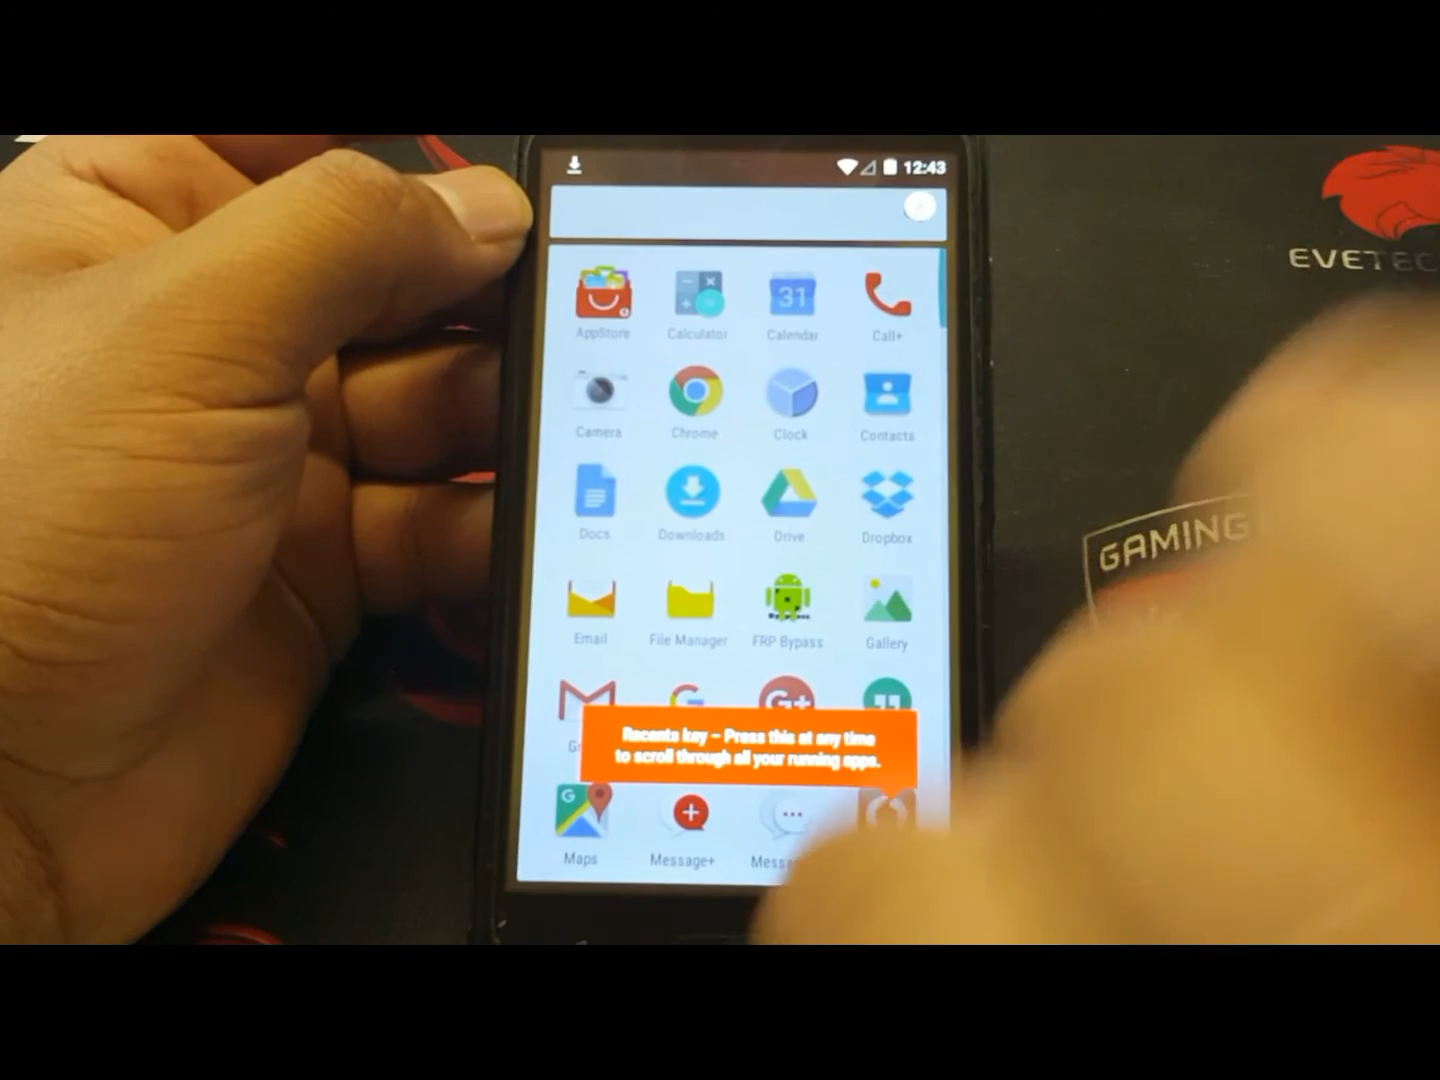 12:43
EVETEC
31
AppStore
Calculator
Calendar
Call+
Camera
Chrome
Clock
Contacts
GAMING
Docs
Downloads
Drive
Dropbox
Email
File Manager
FRP Bypass
Gallery
G+
Recents key – Press this at any time
to scroll through all your running apps.
G
Maps
Message+
Messa